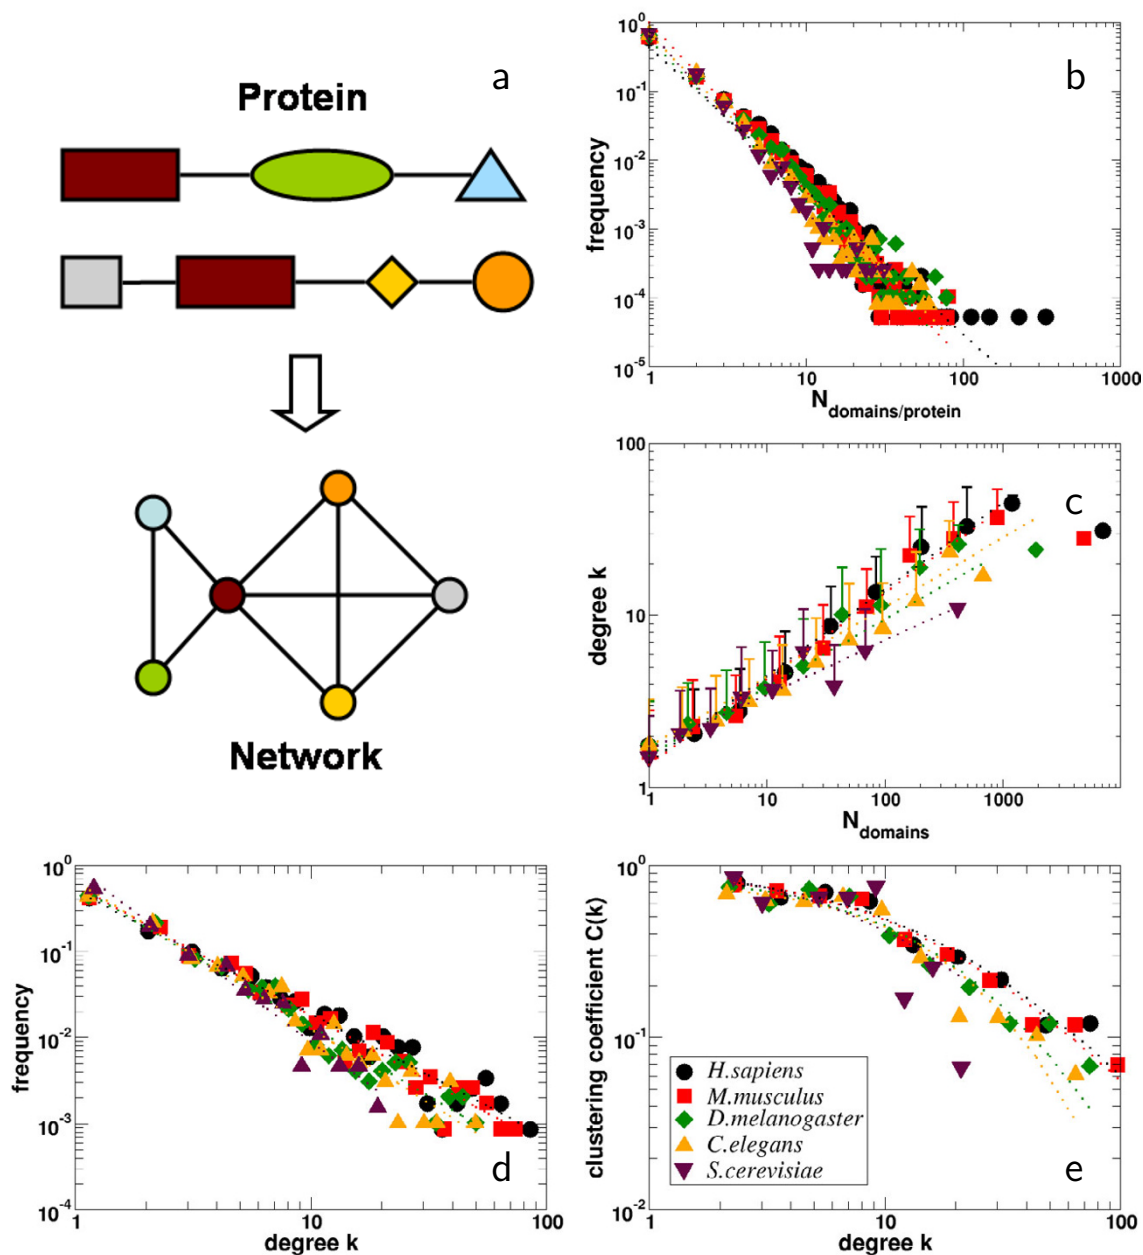 a
Protein
Network
b
10^0
10^-1
10^-2
10^-3
10^-4
10^-5
frequency
1
10
100
1000
N_domains/protein
c
100
10
1
degree k
1
10
100
1000
N_domains
d
10^0
10^-1
10^-2
10^-3
10^-4
frequency
1
10
100
degree k
e
10^0
10^-1
10^-2
clustering coefficient C(k)
H.sapiens
M.musculus
D.melanogaster
C.elegans
S.cerevisiae
1
10
100
degree k